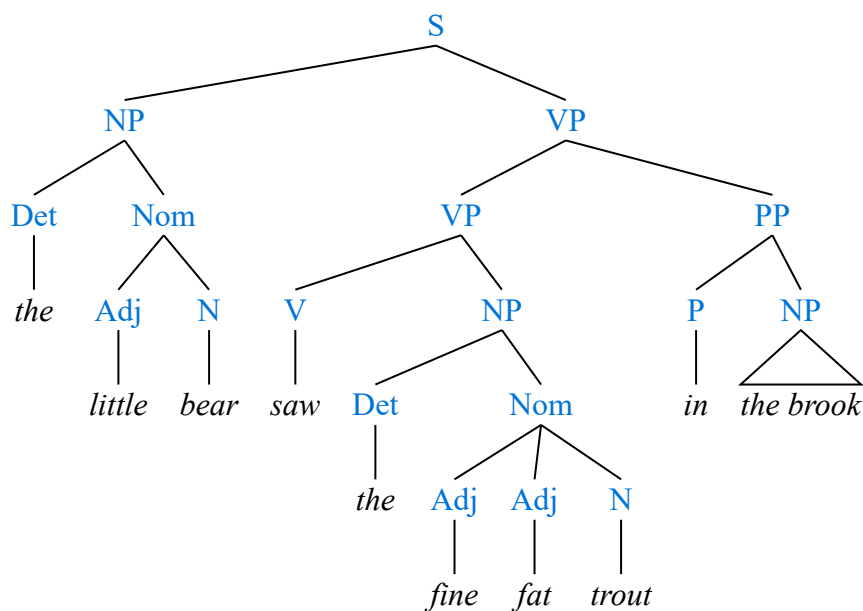 S
NP VP
Det Nom VP PP
the Adj N V NP P NP
little bear saw Det Nom in the brook
the Adj Adj N
fine fat trout